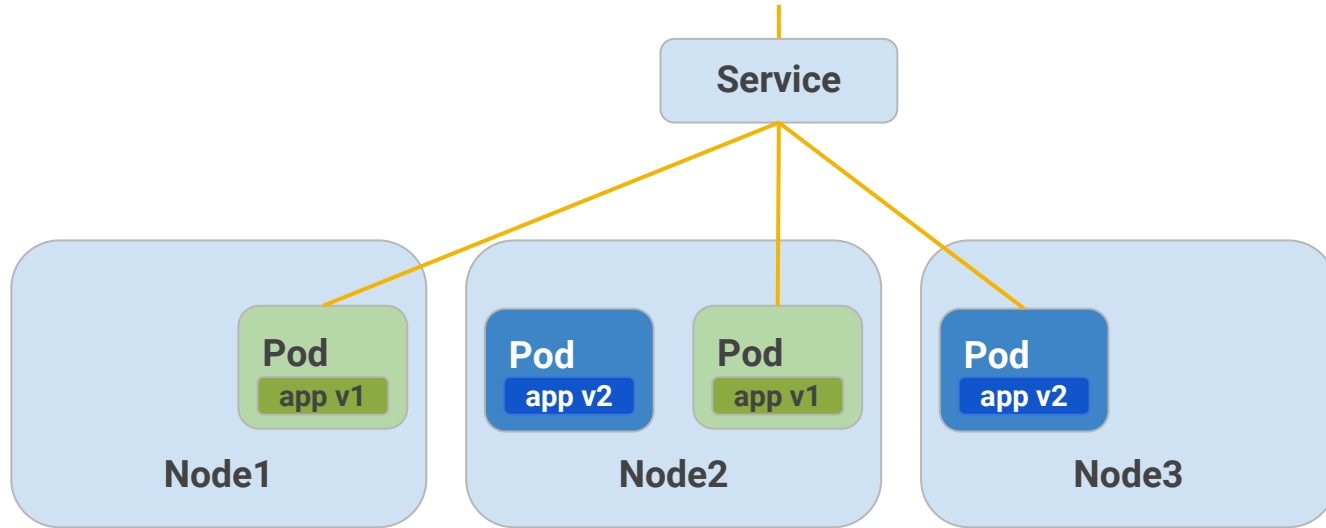 Service
Pod
app v1
Node1
Pod
app v2
Pod
app v1
Node2
Pod
app v2
Node3